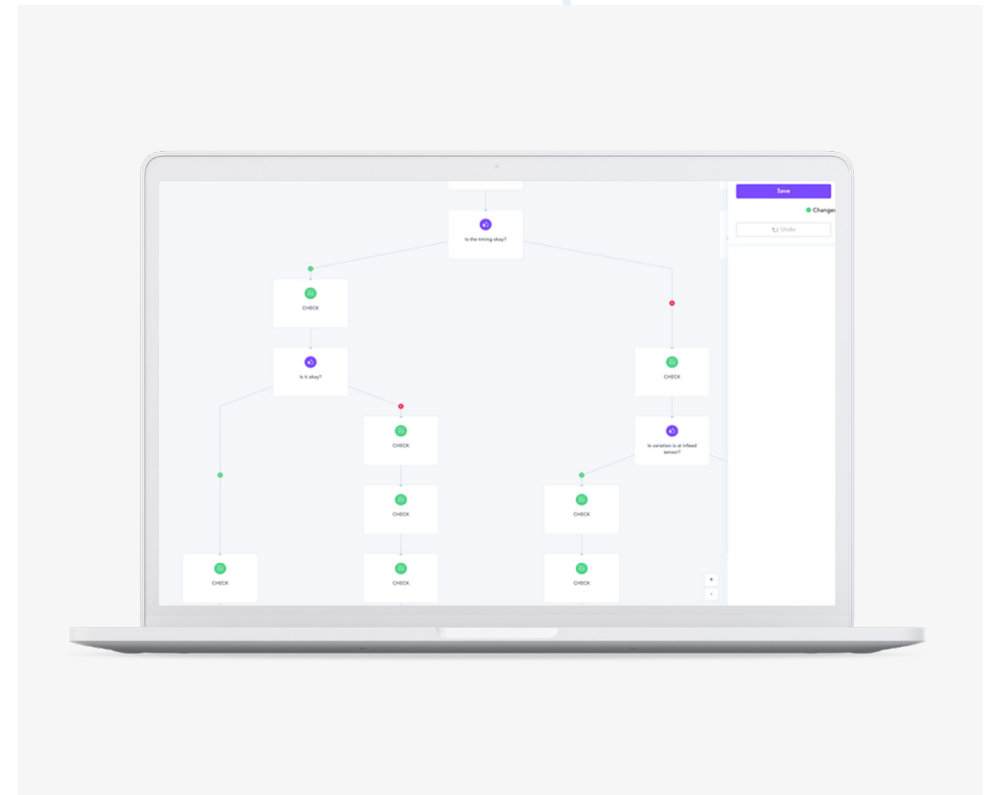 Save
Changes
Undo
Is the timing okay?
CHECK
Is it okay?
CHECK
CHECK
Is variation is at infeed
sensor?
CHECK
CHECK
CHECK
CHECK
CHECK
CHECK
+
-